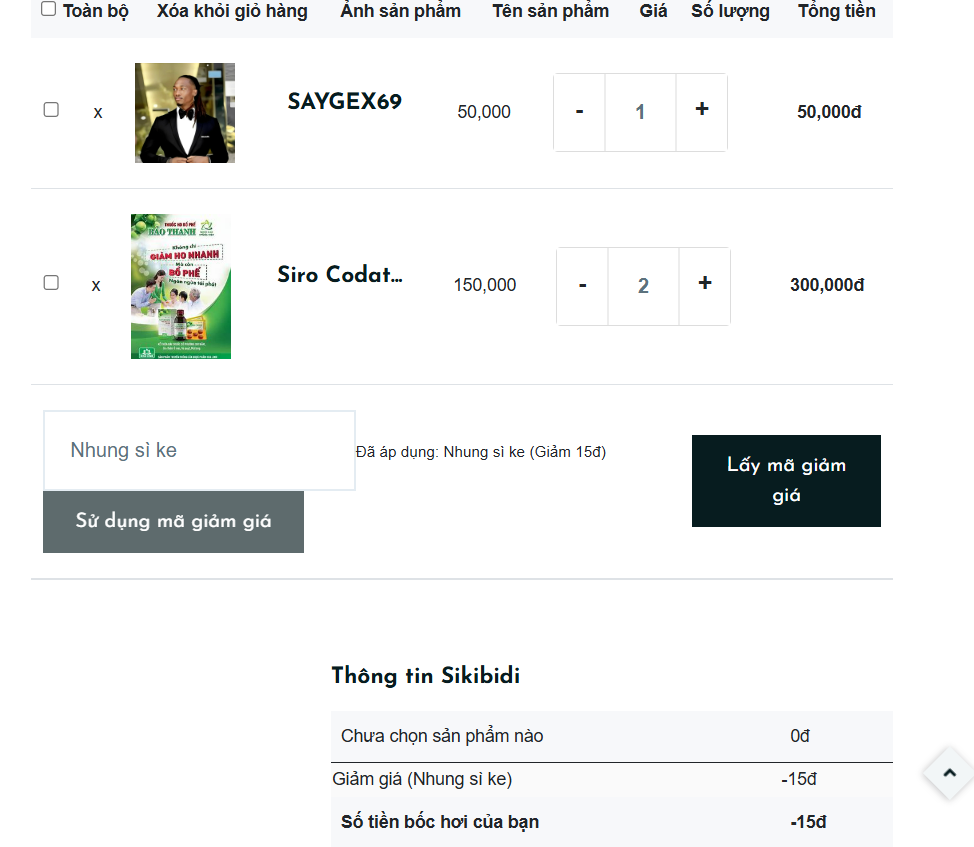 Toàn bộ Xóa khỏi giỏ hàng Ảnh sản phẩm Tên sản phẩm Giá Số lượng Tổng tiền
x SAYGEX69 50,000 - 1 + 50,000đ
THUỐC HO BỔ PHẾ
BẢO THANH
Không chỉ
GIẢM HO NHANH
Mà còn
BỔ PHẾ
Ngăn ngừa tái phát
x Siro Codat... 150,000 - 2 + 300,000đ
Nhung sì ke
Đã áp dụng: Nhung sì ke (Giảm 15đ)
Lấy mã giảm
giá
Sử dụng mã giảm giá
Thông tin Sikibidi
Chưa chọn sản phẩm nào 0đ
Giảm giá (Nhung sì ke) -15đ
Số tiền bốc hơi của bạn -15đ